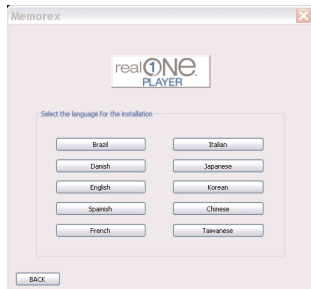 Memorex
real 1 ONE
PLAYER
Select the language for the installation
Brazil
Italian
Danish
Japanese
English
Korean
Spainish
Chinese
French
Taiwanese
BACK